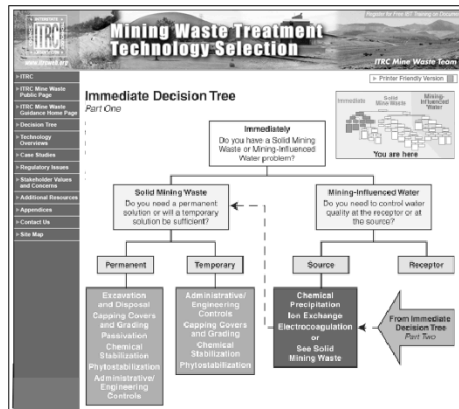 INTERSTATE
ITRC
www.itrcweb.org
Mining Waste Treatment
Technology Selection
Register for Free IBT Training on Document
ITRC Mine Waste Team
Printer Friendly Version
ITRC
ITRC Mine Waste
Public Page
ITRC Mine Waste
Guidance Home Page
Decision Tree
Technology
Overviews
Case Studies
Regulatory Issues
Stakeholder Values
and Concerns
Additional Resources
Appendices
Contact Us
Site Map
Immediate Decision Tree
Part One
Immediate
Solid
Mine Waste
Mining-
Influenced
Water
You are here
Immediately
Do you have a Solid Mining
Waste or Mining-Influenced
Water problem?
Solid Mining Waste
Do you need a permanent
solution or will a temporary
solution be sufficient?
Mining-Influenced Water
Do you need to control water
quality at the receptor or at
the source?
Permanent
Temporary
Source
Receptor
Excavation
and Disposal
Capping Covers
and Grading
Passivation
Chemical
Stabilization
Phytostabilization
Administrative/
Engineering
Controls
Administrative/
Engineering
Controls
Capping Covers
and Grading
Chemical
Stabilization
Phytostabilization
Chemical
Precipitation
Ion Exchange
Electrocoagulation
or
See Solid
Mining Waste
From Immediate
Decision Tree
Part Two